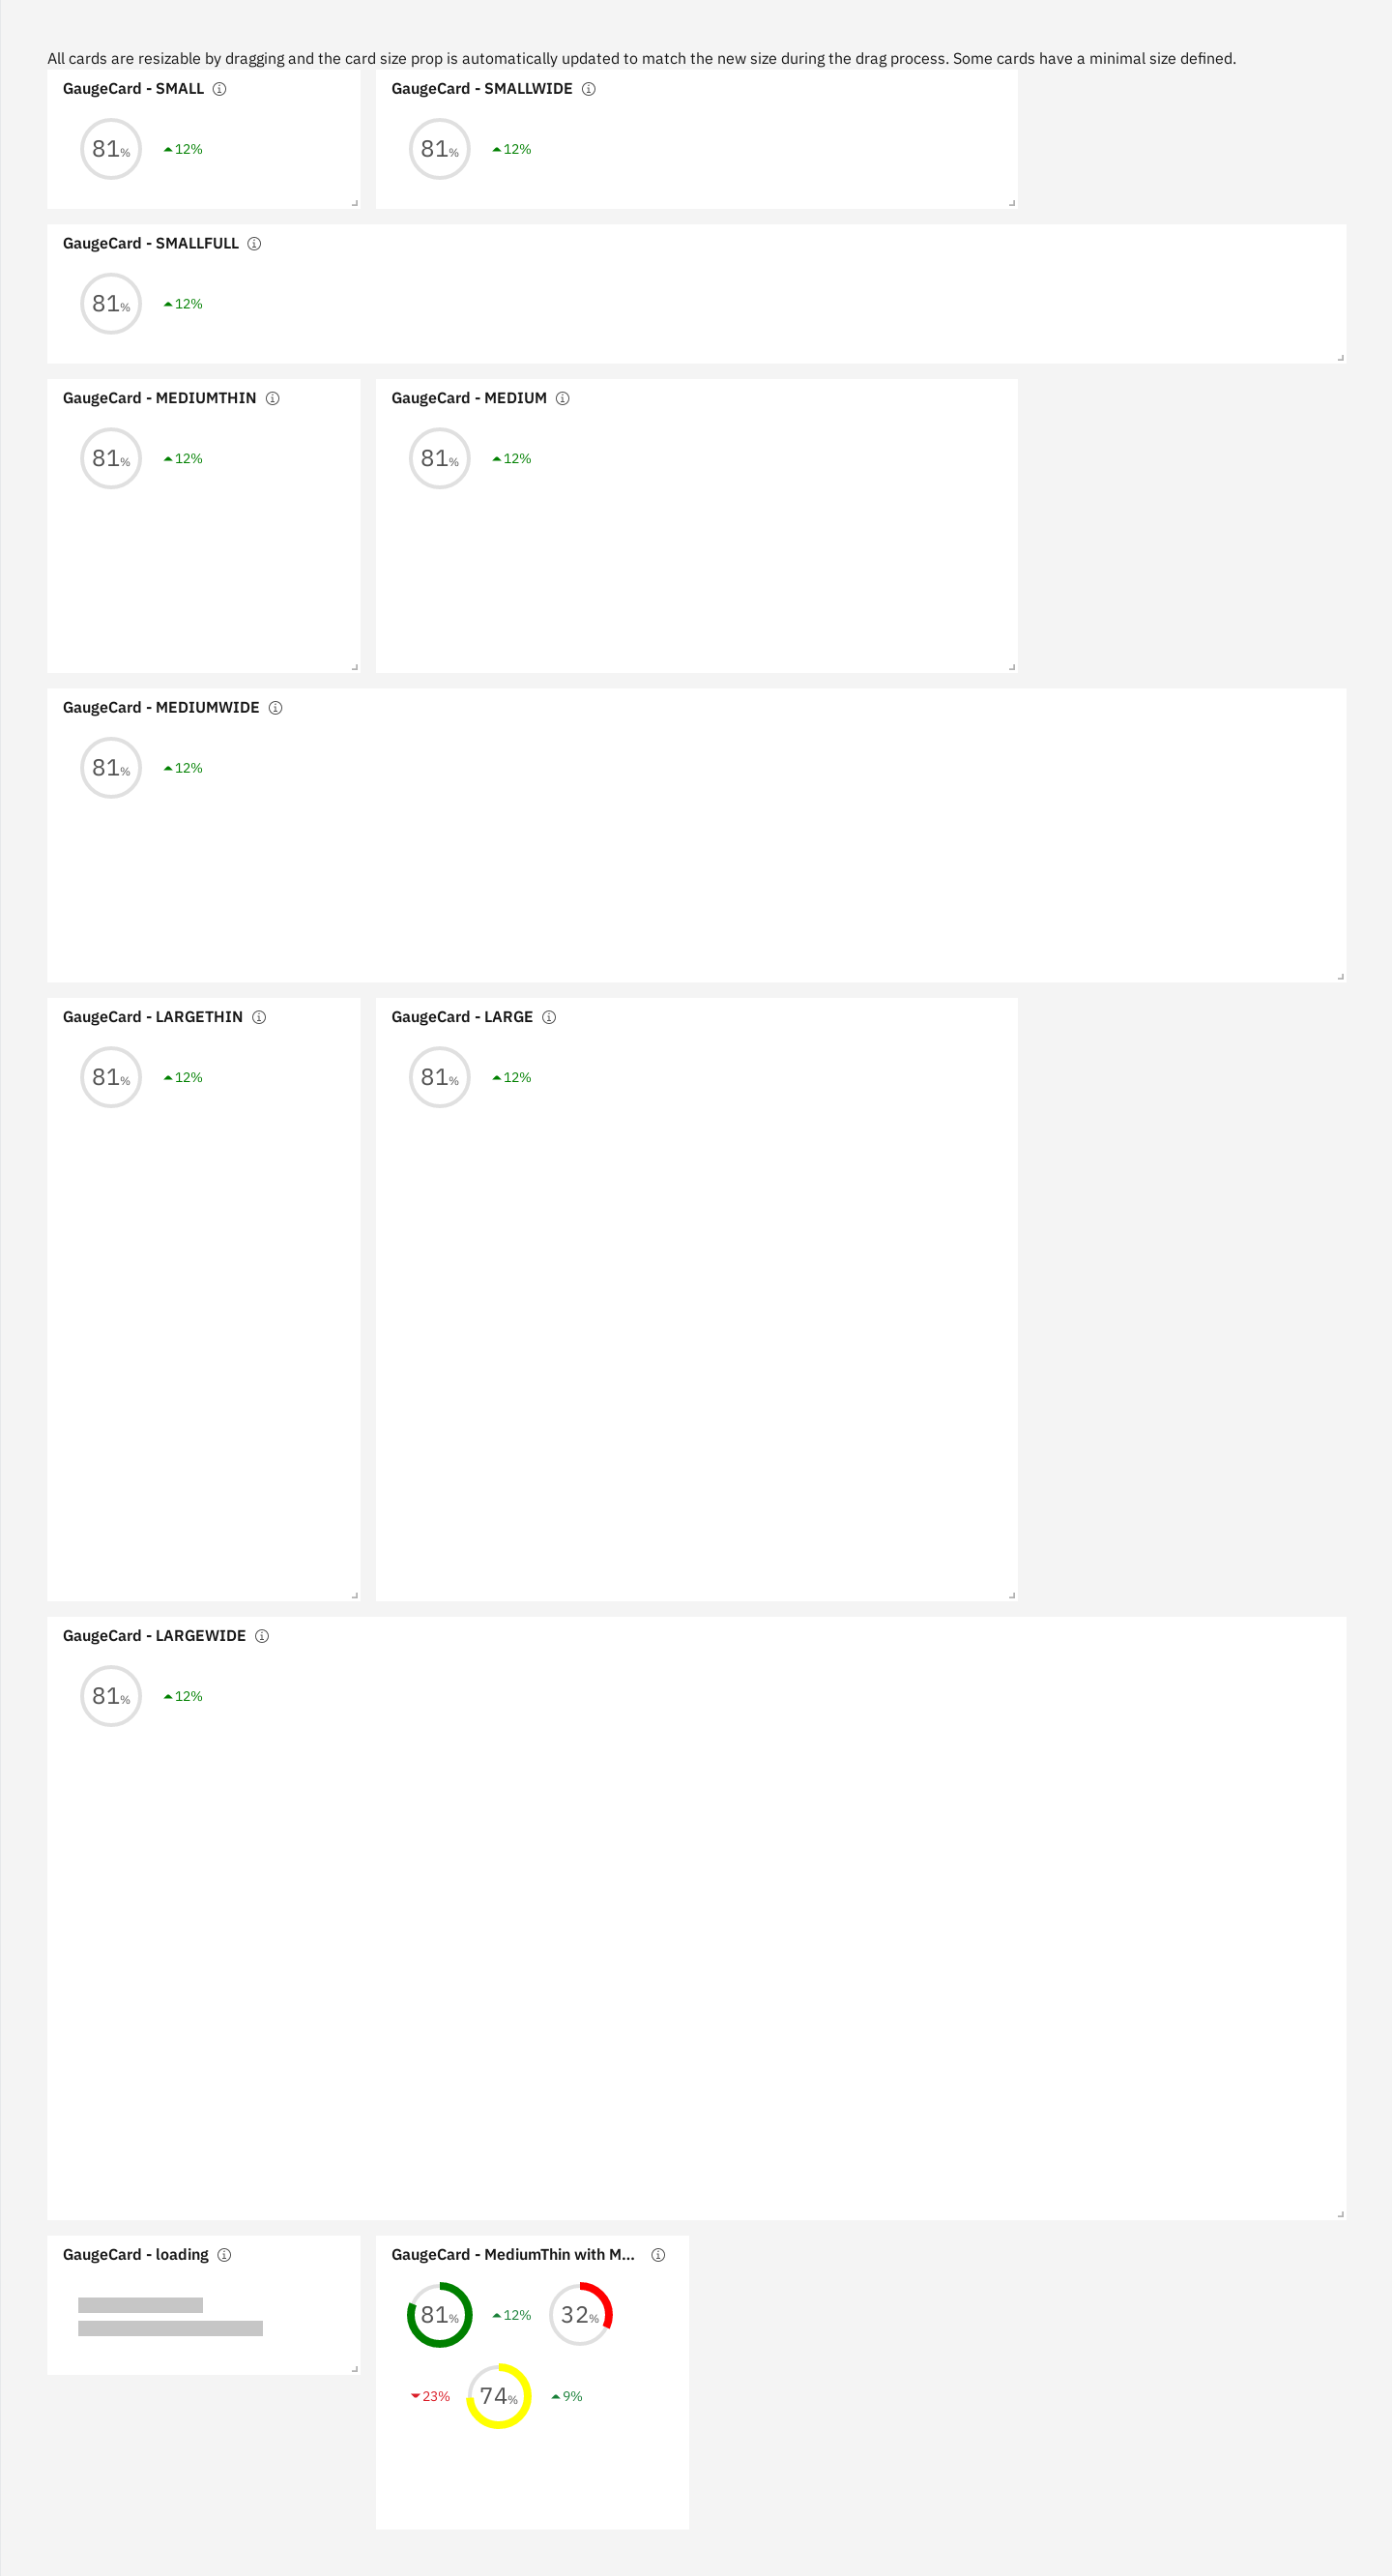 All cards are resizable by dragging and the card size prop is automatically updated to match the new size during the drag process. Some cards have a minimal size defined.
GaugeCard - SMALL
81%
12%
GaugeCard - SMALLWIDE
81%
12%
GaugeCard - SMALLFULL
81%
12%
GaugeCard - MEDIUMTHIN
81%
12%
GaugeCard - MEDIUM
81%
12%
GaugeCard - MEDIUMWIDE
81%
12%
GaugeCard - LARGETHIN
81%
12%
GaugeCard - LARGE
81%
12%
GaugeCard - LARGEWIDE
81%
12%
GaugeCard - loading
GaugeCard - MediumThin with M...
81%
12%
32%
23%
74%
9%